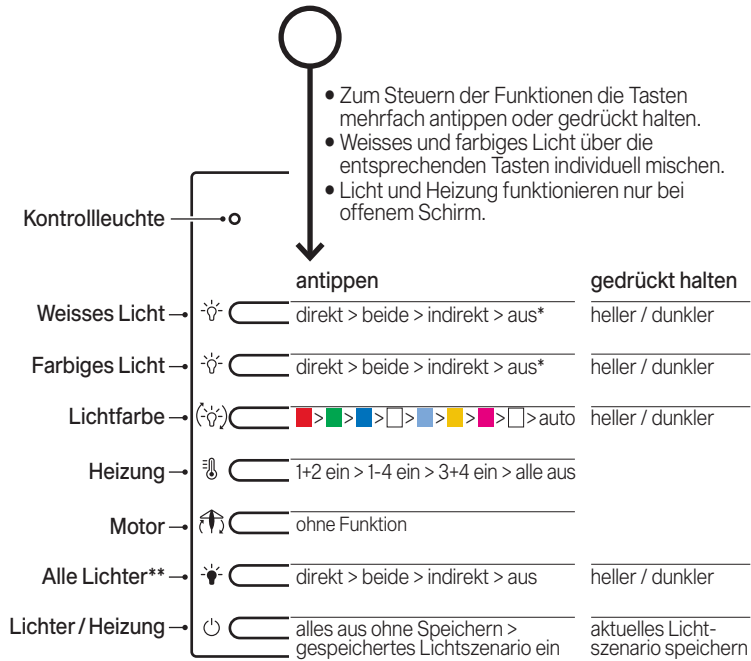 • Zum Steuern der Funktionen die Tasten
mehrfach antippen oder gedrückt halten.
• Weisses und farbiges Licht über die
entsprechenden Tasten individuell mischen.
• Licht und Heizung funktionieren nur bei
offenem Schirm.
Kontrollleuchte
antippen gedrückt halten
Weisses Licht direkt > beide > indirekt > aus* heller / dunkler
Farbiges Licht direkt > beide > indirekt > aus* heller / dunkler
Lichtfarbe > > > > > > > > auto heller / dunkler
Heizung 1+2 ein > 1-4 ein > 3+4 ein > alle aus
Motor ohne Funktion
Alle Lichter** direkt > beide > indirekt > aus heller / dunkler
Lichter / Heizung alles aus ohne Speichern > aktuelles Licht-
gespeichertes Lichtszenario ein szenario speichern